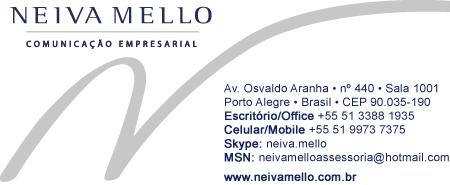 NEIVA MELLO
COMUNICAÇÃO EMPRESARIAL
Av. Osvaldo Aranha • nº 440 • Sala 1001
Porto Alegre • Brasil • CEP 90.035-190
Escritório/Office +55 51 3388 1935
Celular/Mobile +55 51 9973 7375
Skype: neiva.mello
MSN: neivamelloassessoria@hotmail.com
www.neivamello.com.br